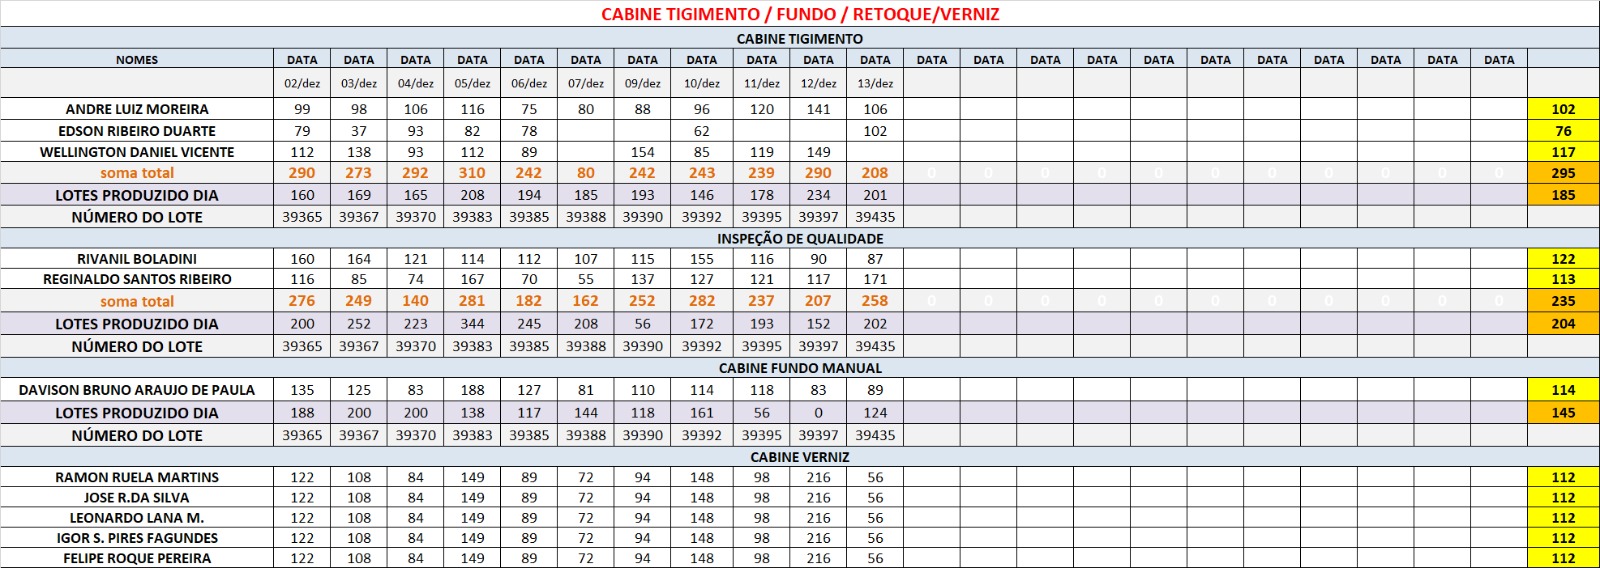 CABINE TIGIMENTO / FUNDO / RETOQUE/VERNIZ
CABINE TIGIMENTO
NOMES DATA DATA DATA DATA DATA DATA DATA DATA DATA DATA DATA DATA DATA DATA DATA DATA DATA DATA DATA DATA DATA DATA
02/dez 03/dez 04/dez 05/dez 06/dez 07/dez 09/dez 10/dez 11/dez 12/dez 13/dez
ANDRE LUIZ MOREIRA 99 98 106 116 75 80 88 96 120 141 106 102
EDSON RIBEIRO DUARTE 79 37 93 82 78 62 102 76
WELLINGTON DANIEL VICENTE 112 138 93 112 89 154 85 119 149 117
soma total 290 273 292 310 242 80 242 243 239 290 208 0 0 0 0 0 0 0 0 0 0 0 295
LOTES PRODUZIDO DIA 160 169 165 208 194 185 193 146 178 234 201 185
NÚMERO DO LOTE 39365 39367 39370 39383 39385 39388 39390 39392 39395 39397 39435
INSPEÇÃO DE QUALIDADE
RIVANIL BOLADINI 160 164 121 114 112 107 115 155 116 90 87 122
REGINALDO SANTOS RIBEIRO 116 85 74 167 70 55 137 127 121 117 171 113
soma total 276 249 140 281 182 162 252 282 237 207 258 0 0 0 0 0 0 0 0 0 0 0 235
LOTES PRODUZIDO DIA 200 252 223 344 245 208 56 172 193 152 202 204
NÚMERO DO LOTE 39365 39367 39370 39383 39385 39388 39390 39392 39395 39397 39435
CABINE FUNDO MANUAL
DAVISON BRUNO ARAUJO DE PAULA 135 125 83 188 127 81 110 114 118 83 89 114
LOTES PRODUZIDO DIA 188 200 200 138 117 144 118 161 56 0 124 145
NÚMERO DO LOTE 39365 39367 39370 39383 39385 39388 39390 39392 39395 39397 39435
CABINE VERNIZ
RAMON RUELA MARTINS 122 108 84 149 89 72 94 148 98 216 56 112
JOSE R.DA SILVA 122 108 84 149 89 72 94 148 98 216 56 112
LEONARDO LANA M. 122 108 84 149 89 72 94 148 98 216 56 112
IGOR S. PIRES FAGUNDES 122 108 84 149 89 72 94 148 98 216 56 112
FELIPE ROQUE PEREIRA 122 108 84 149 89 72 94 148 98 216 56 112